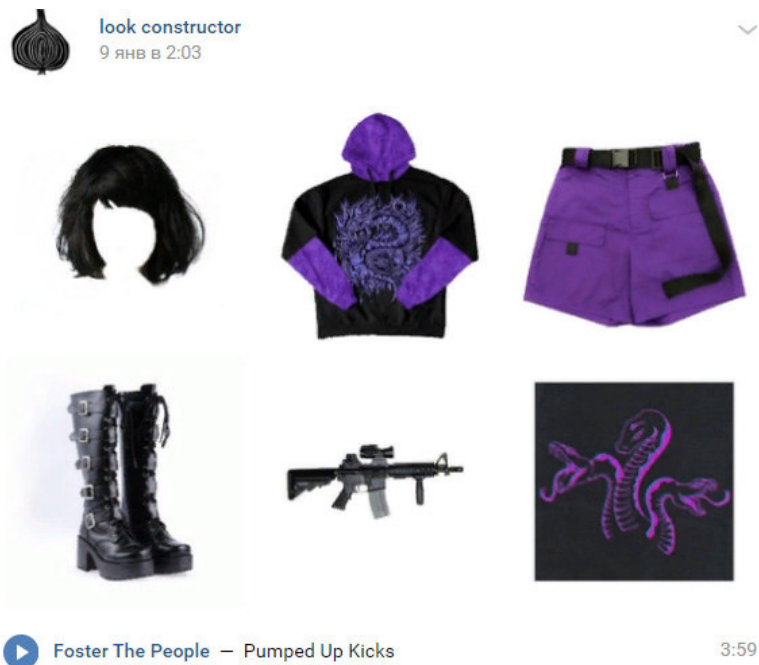 look constructor
9 янв в 2:03
Foster The People – Pumped Up Kicks 3:59